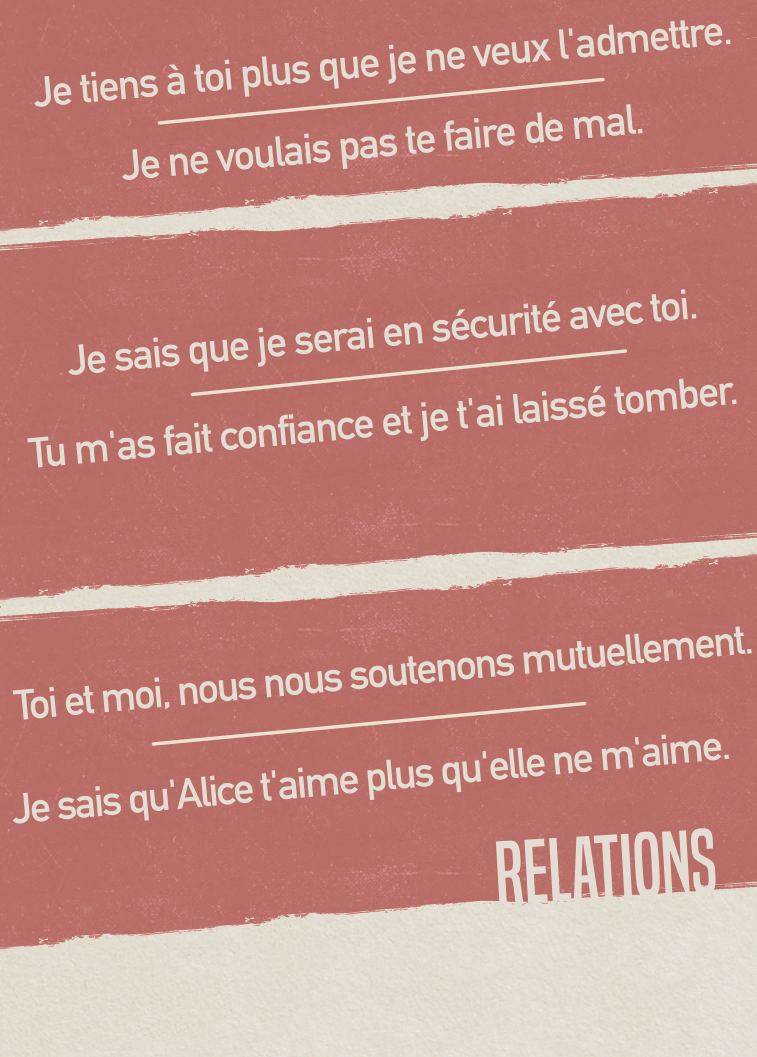 Je tiens à toi plus que je ne veux l'admettre.
Je ne voulais pas te faire de mal.
Je sais que je serai en sécurité avec toi.
Tu m'as fait confiance et je t'ai laissé tomber.
Toi et moi, nous nous soutenons mutuellement.
Je sais qu'Alice t'aime plus qu'elle ne m'aime.
RELATIONS